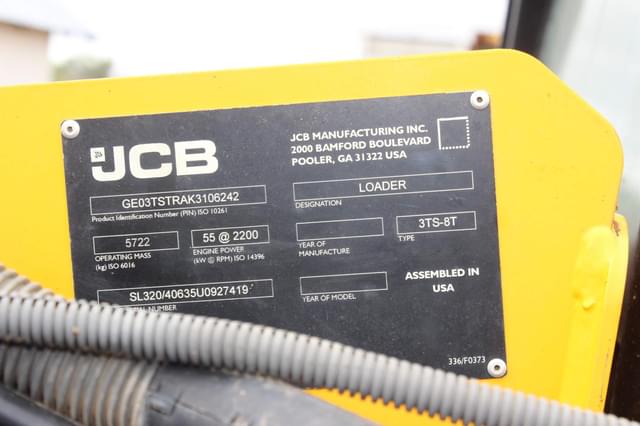 JCB
JCB MANUFACTURING INC.
2000 BAMFORD BOULEVARD
POOLER, GA 31322 USA
GE03TSTRAK3106242
Product Identification Number (PIN) ISO 10261
LOADER
DESIGNATION
5722
OPERATING MASS
(kg) ISO 6016
55 @ 2200
ENGINE POWER
(kW @ RPM) ISO 14396
YEAR OF
MANUFACTURE
3TS-8T
TYPE
SL320/40635U0927419
YEAR OF MODEL
ASSEMBLED IN
USA
336/F0373